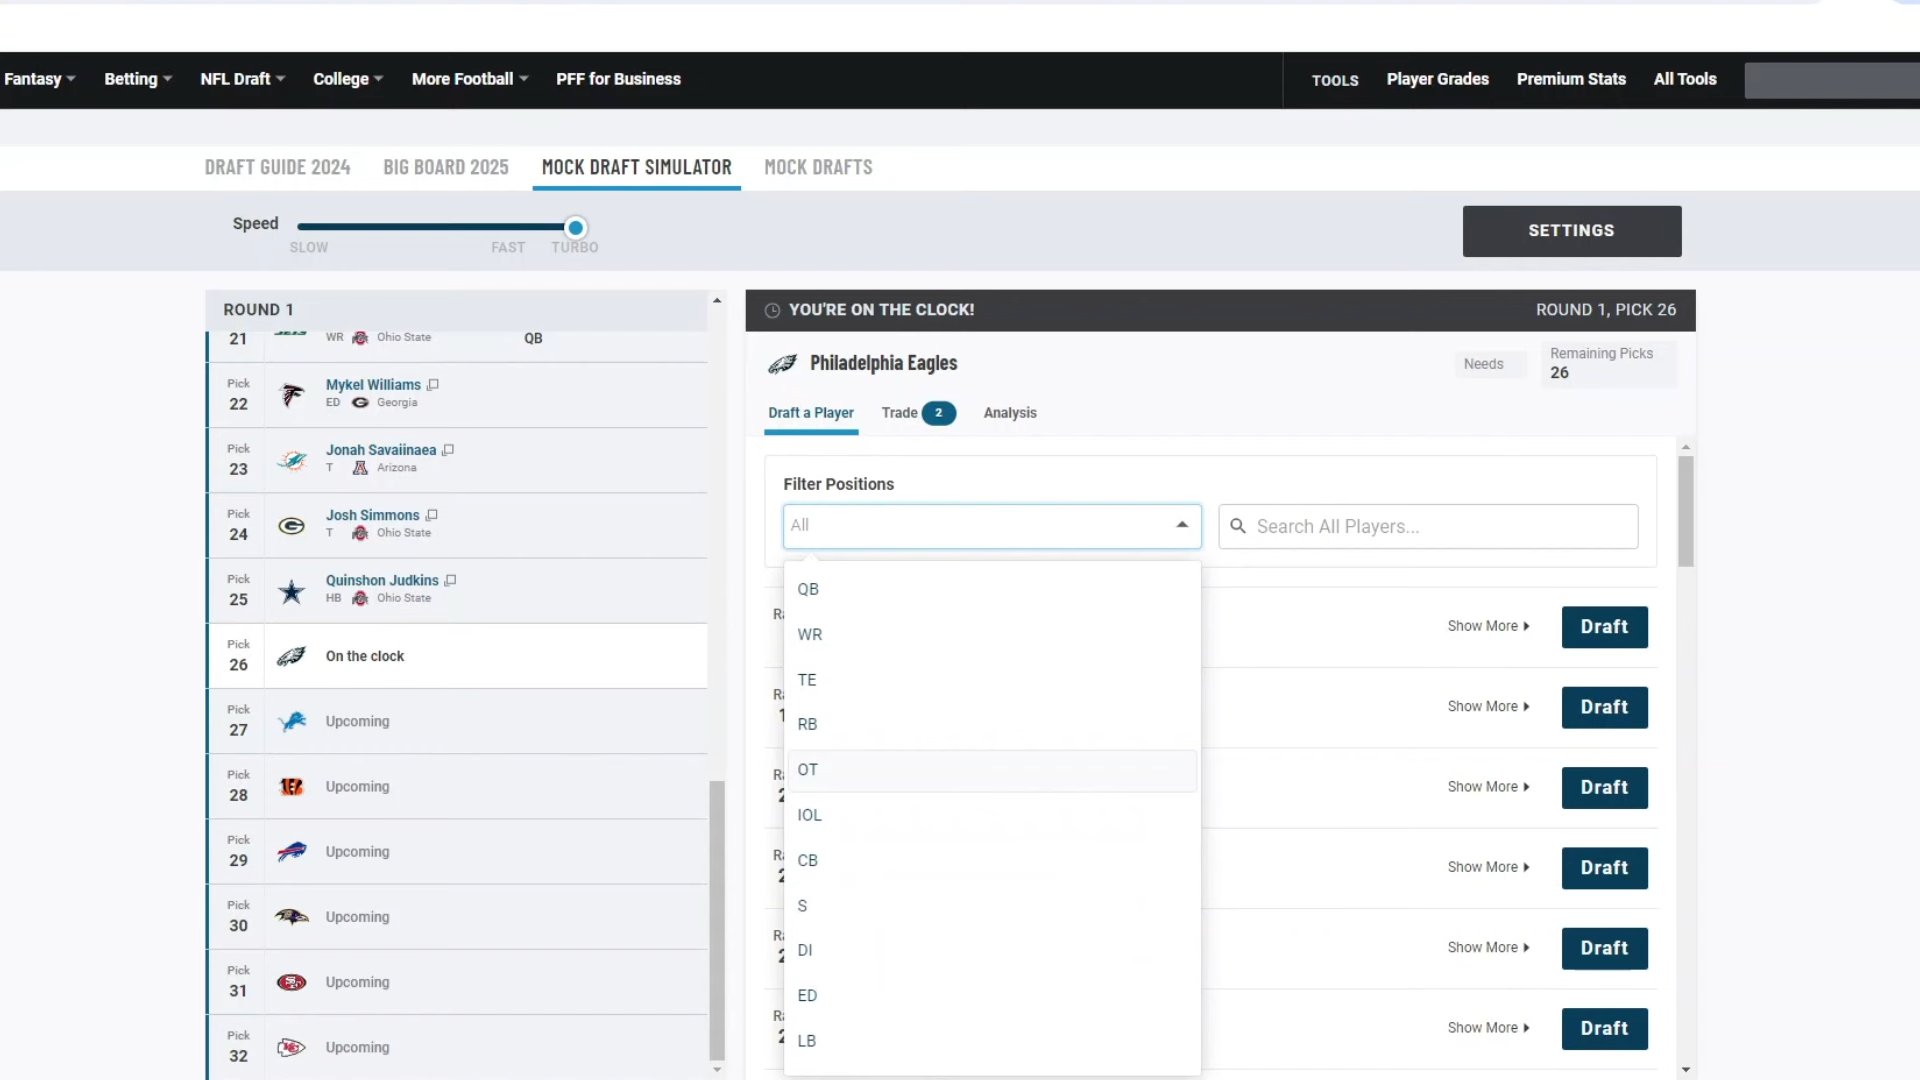 Fantasy Betting NFL Draft College More Football PFF for Business TOOLS Player Grades Premium Stats All Tools
DRAFT GUIDE 2024 BIG BOARD 2025 MOCK DRAFT SIMULATOR MOCK DRAFTS
Speed
SLOW FAST TURBO
SETTINGS
ROUND 1
21 WR Ohio State QB
Pick
22
Mykel Williams
ED Georgia
Pick
23
Jonah Savaiinaea
T Arizona
Pick
24
Josh Simmons
T Ohio State
Pick
25
Quinshon Judkins
HB Ohio State
Pick
26
On the clock
Pick
27
Upcoming
Pick
28
Upcoming
Pick
29
Upcoming
Pick
30
Upcoming
Pick
31
Upcoming
Pick
32
Upcoming
YOU'RE ON THE CLOCK! ROUND 1, PICK 26
Philadelphia Eagles
Needs
Remaining Picks
26
Draft a Player Trade 2 Analysis
Filter Positions
All
Search All Players...
QB
WR
TE
RB
OT
IOL
CB
S
DI
ED
LB
Show More Draft
Show More Draft
Show More Draft
Show More Draft
Show More Draft
Show More Draft